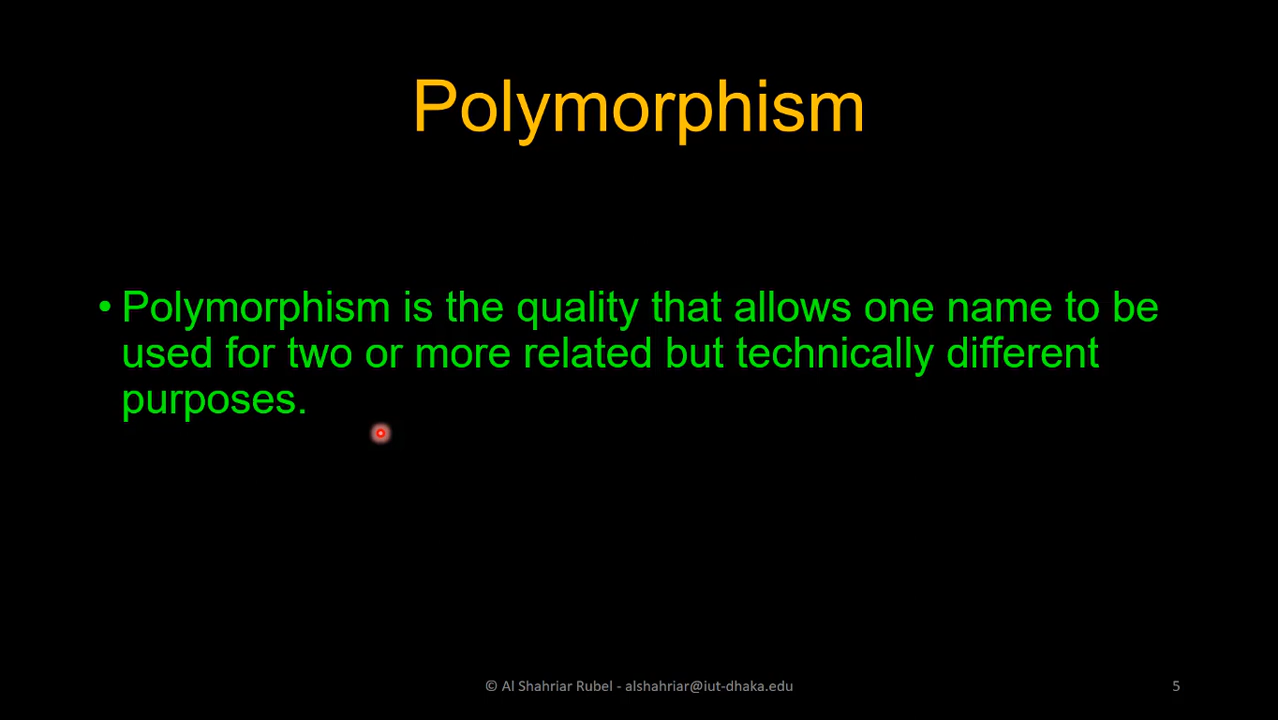 Polymorphism
• Polymorphism is the quality that allows one name to be
used for two or more related but technically different
purposes.
© Al Shahriar Rubel - alshahriar@iut-dhaka.edu
5